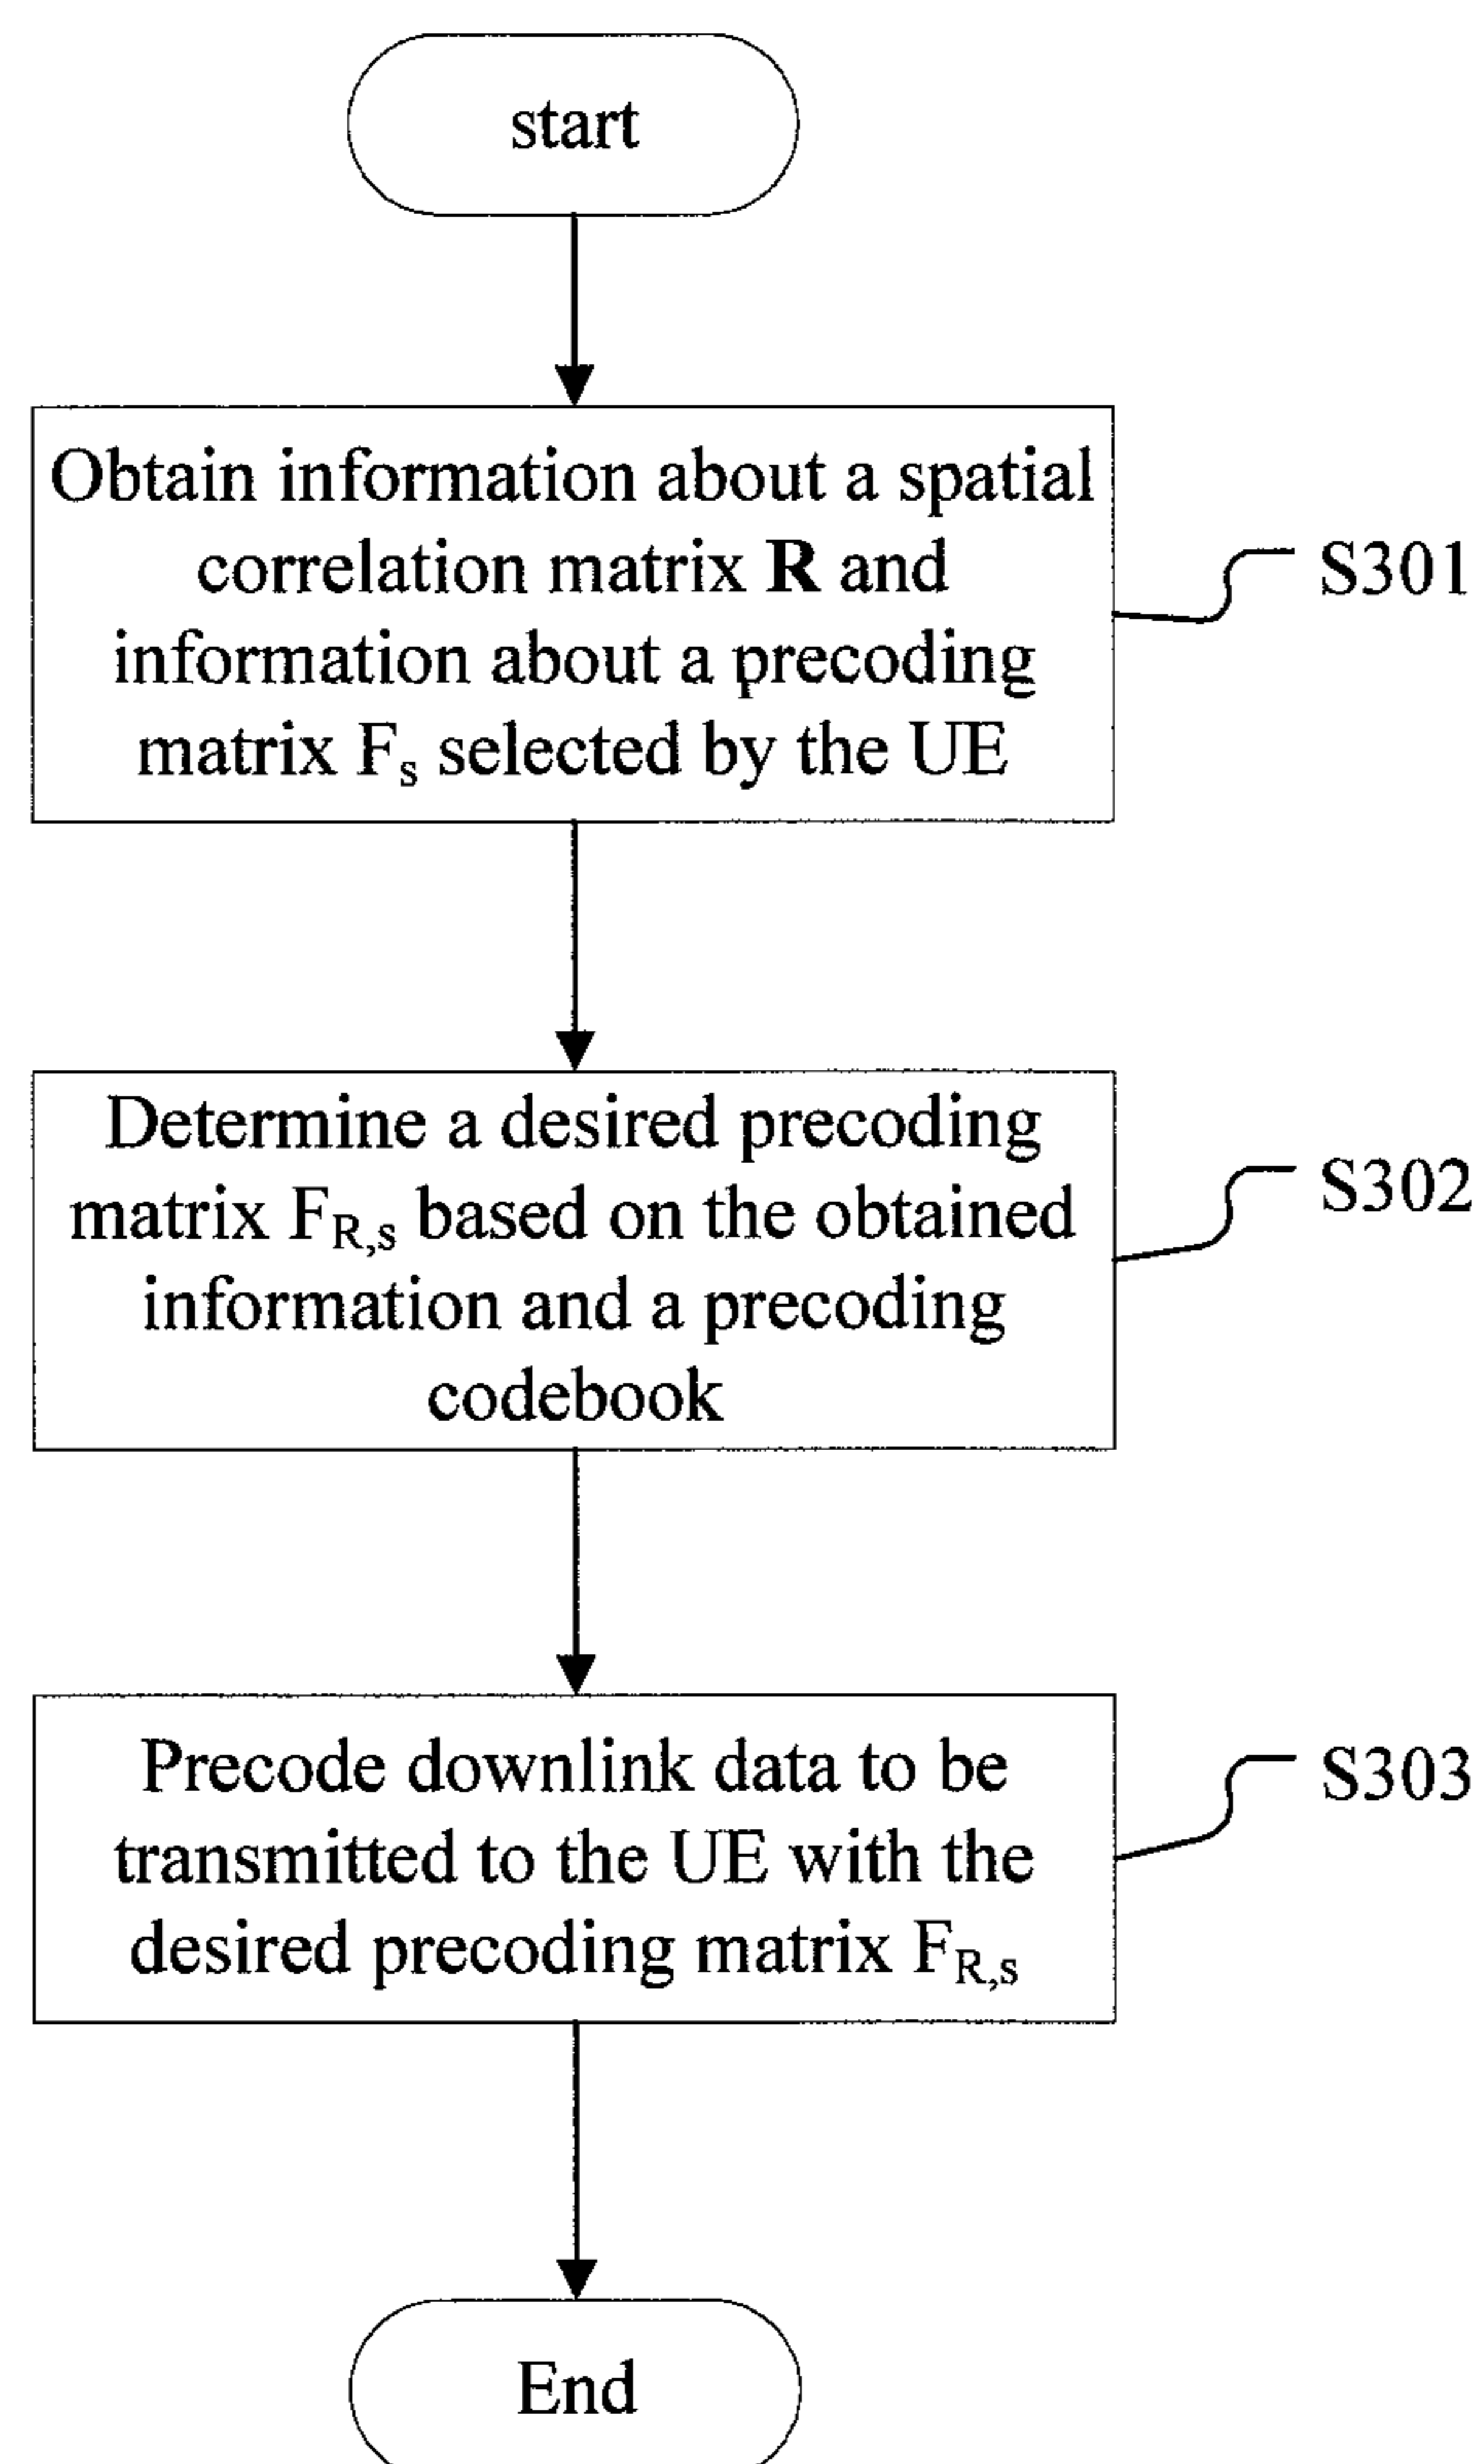 start
Obtain information about a spatial
correlation matrix R and
information about a precoding
matrix Fs selected by the UE
S301
Determine a desired precoding
matrix FR,s based on the obtained
information and a precoding
codebook
S302
Precode downlink data to be
transmitted to the UE with the
desired precoding matrix FR,s
S303
End